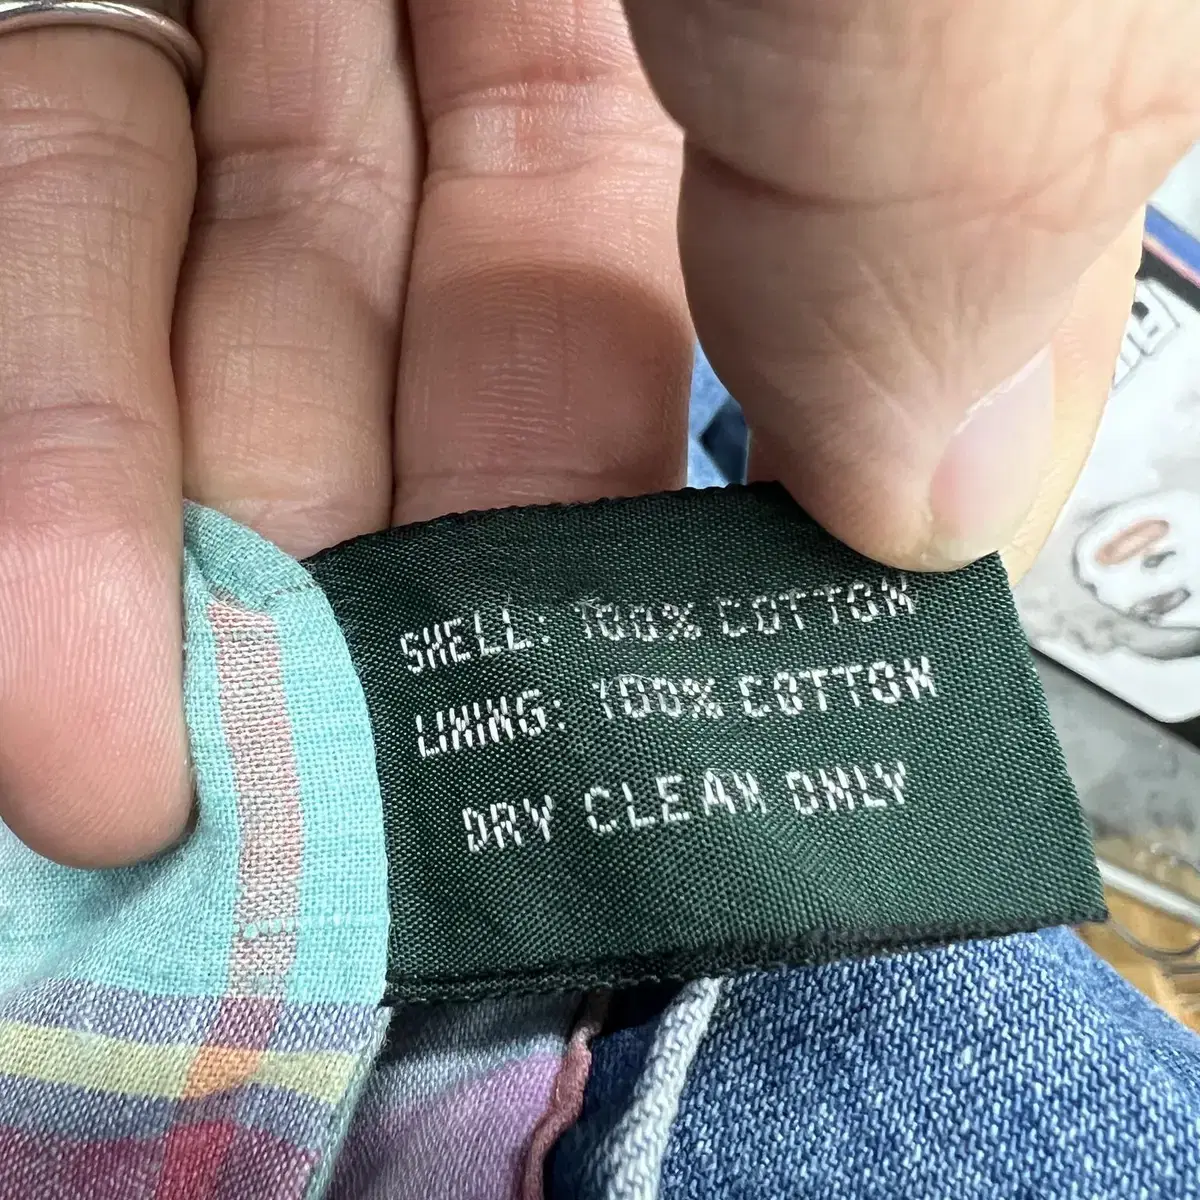 SHELL: 100% COTTON
LINING: 100% COTTON
DRY CLEAN ONLY